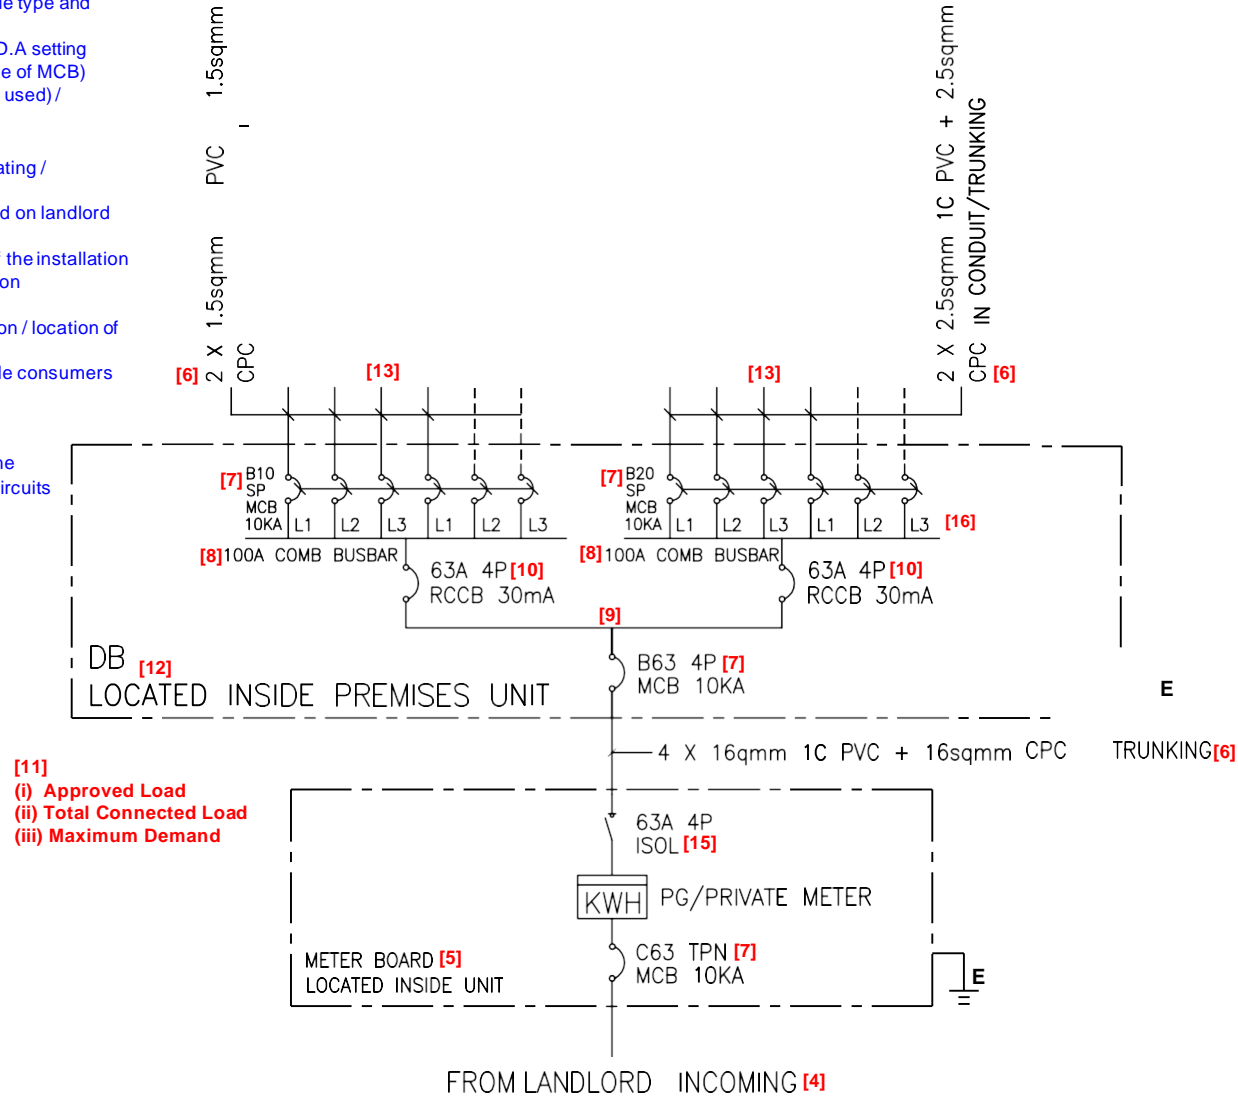 e type and
D.A setting
e of MCB)
used) /
ating /
d on landlord
f the installation
on
on / location of
le consumers
ne
ircuits
[6] 2 X 1.5sqmm PVC - 1.5sqmm
CPC
[13]
[13]
2 X 2.5sqmm 1C PVC + 2.5sqmm
CPC IN CONDUIT/TRUNKING
[6]
[7] B10
SP
MCB
10KA L1 L2 L3 L1 L2 L3
[8] 100A COMB BUSBAR
63A 4P [10]
RCCB 30mA
[7] B20
SP
MCB
10KA L1 L2 L3 L1 L2 L3 [16]
[8] 100A COMB BUSBAR
63A 4P [10]
RCCB 30mA
[9]
B63 4P [7]
MCB 10KA
DB [12]
LOCATED INSIDE PREMISES UNIT
E
4 X 16qmm 1C PVC + 16sqmm CPC TRUNKING [6]
[11]
(i) Approved Load
(ii) Total Connected Load
(iii) Maximum Demand
63A 4P
ISOL [15]
KWH PG/PRIVATE METER
C63 TPN [7]
MCB 10KA
METER BOARD [5]
LOCATED INSIDE UNIT
E
FROM LANDLORD INCOMING [4]